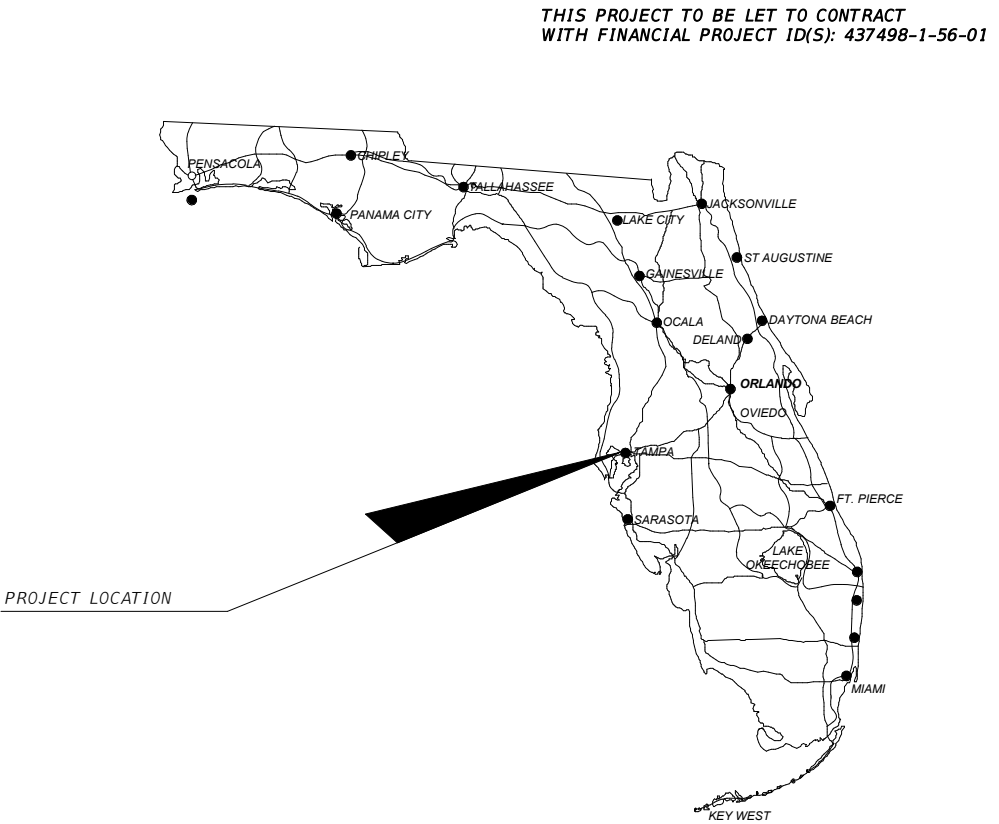 THIS PROJECT TO BE LET TO CONTRACT
WITH FINANCIAL PROJECT ID(S): 437498-1-56-01
PENSACOLA
CHIPLEY
TALLAHASSEE
PANAMA CITY
JACKSONVILLE
LAKE CITY
ST AUGUSTINE
GAINESVILLE
OCALA
DAYTONA BEACH
DELAND
ORLANDO
OVIEDO
TAMPA
FT. PIERCE
SARASOTA
LAKE
OKEECHOBEE
PROJECT LOCATION
MIAMI
KEY WEST